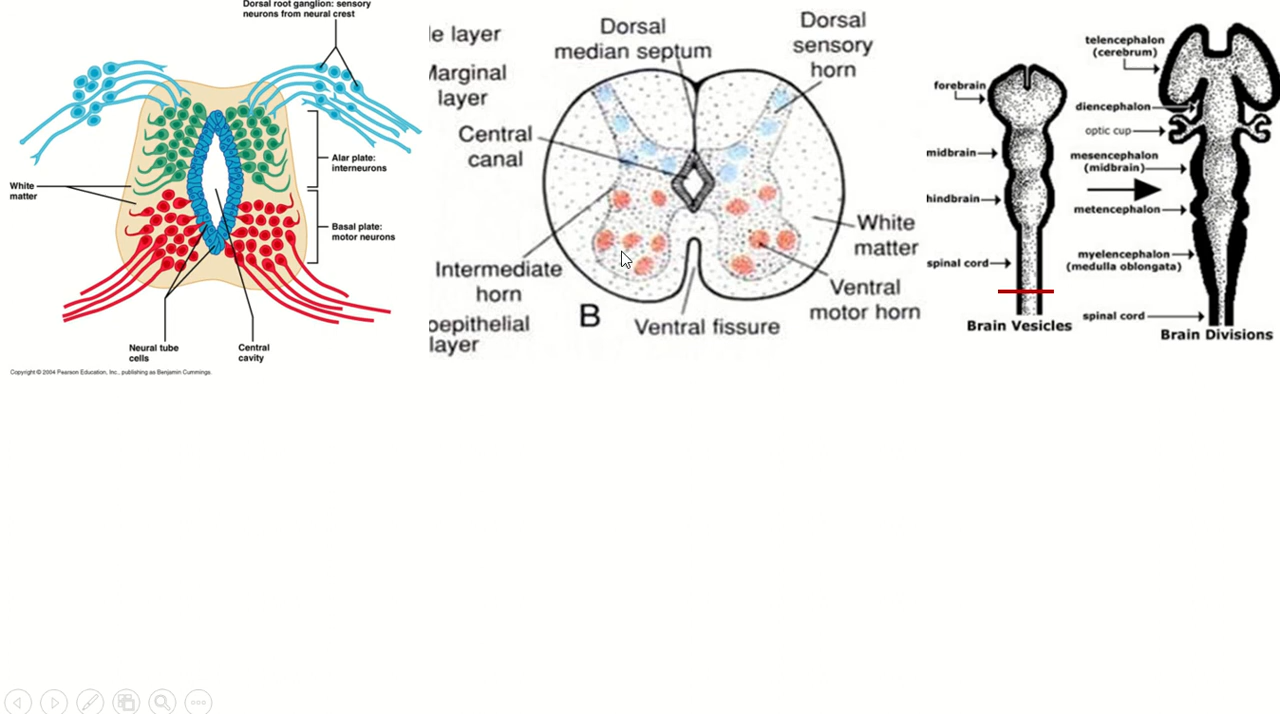 Dorsal root ganglion: sensory
neurons from neural crest
White
matter
Alar plate:
interneurons
Basal plate:
motor neurons
Neural tube
cells
Central
cavity
Copyright © 2004 Pearson Education, Inc., publishing as Benjamin Cummings.
e layer
Marginal
layer
Central
canal
Dorsal
median septum
Dorsal
sensory
horn
Intermediate
horn
oepithelial
layer
B
Ventral fissure
White
matter
Ventral
motor horn
forebrain
midbrain
hindbrain
spinal cord
Brain Vesicles
telencephalon
(cerebrum)
diencephalon
optic cup
mesencephalon
(midbrain)
metencephalon
myelencephalon
(medulla oblongata)
spinal cord
Brain Divisions